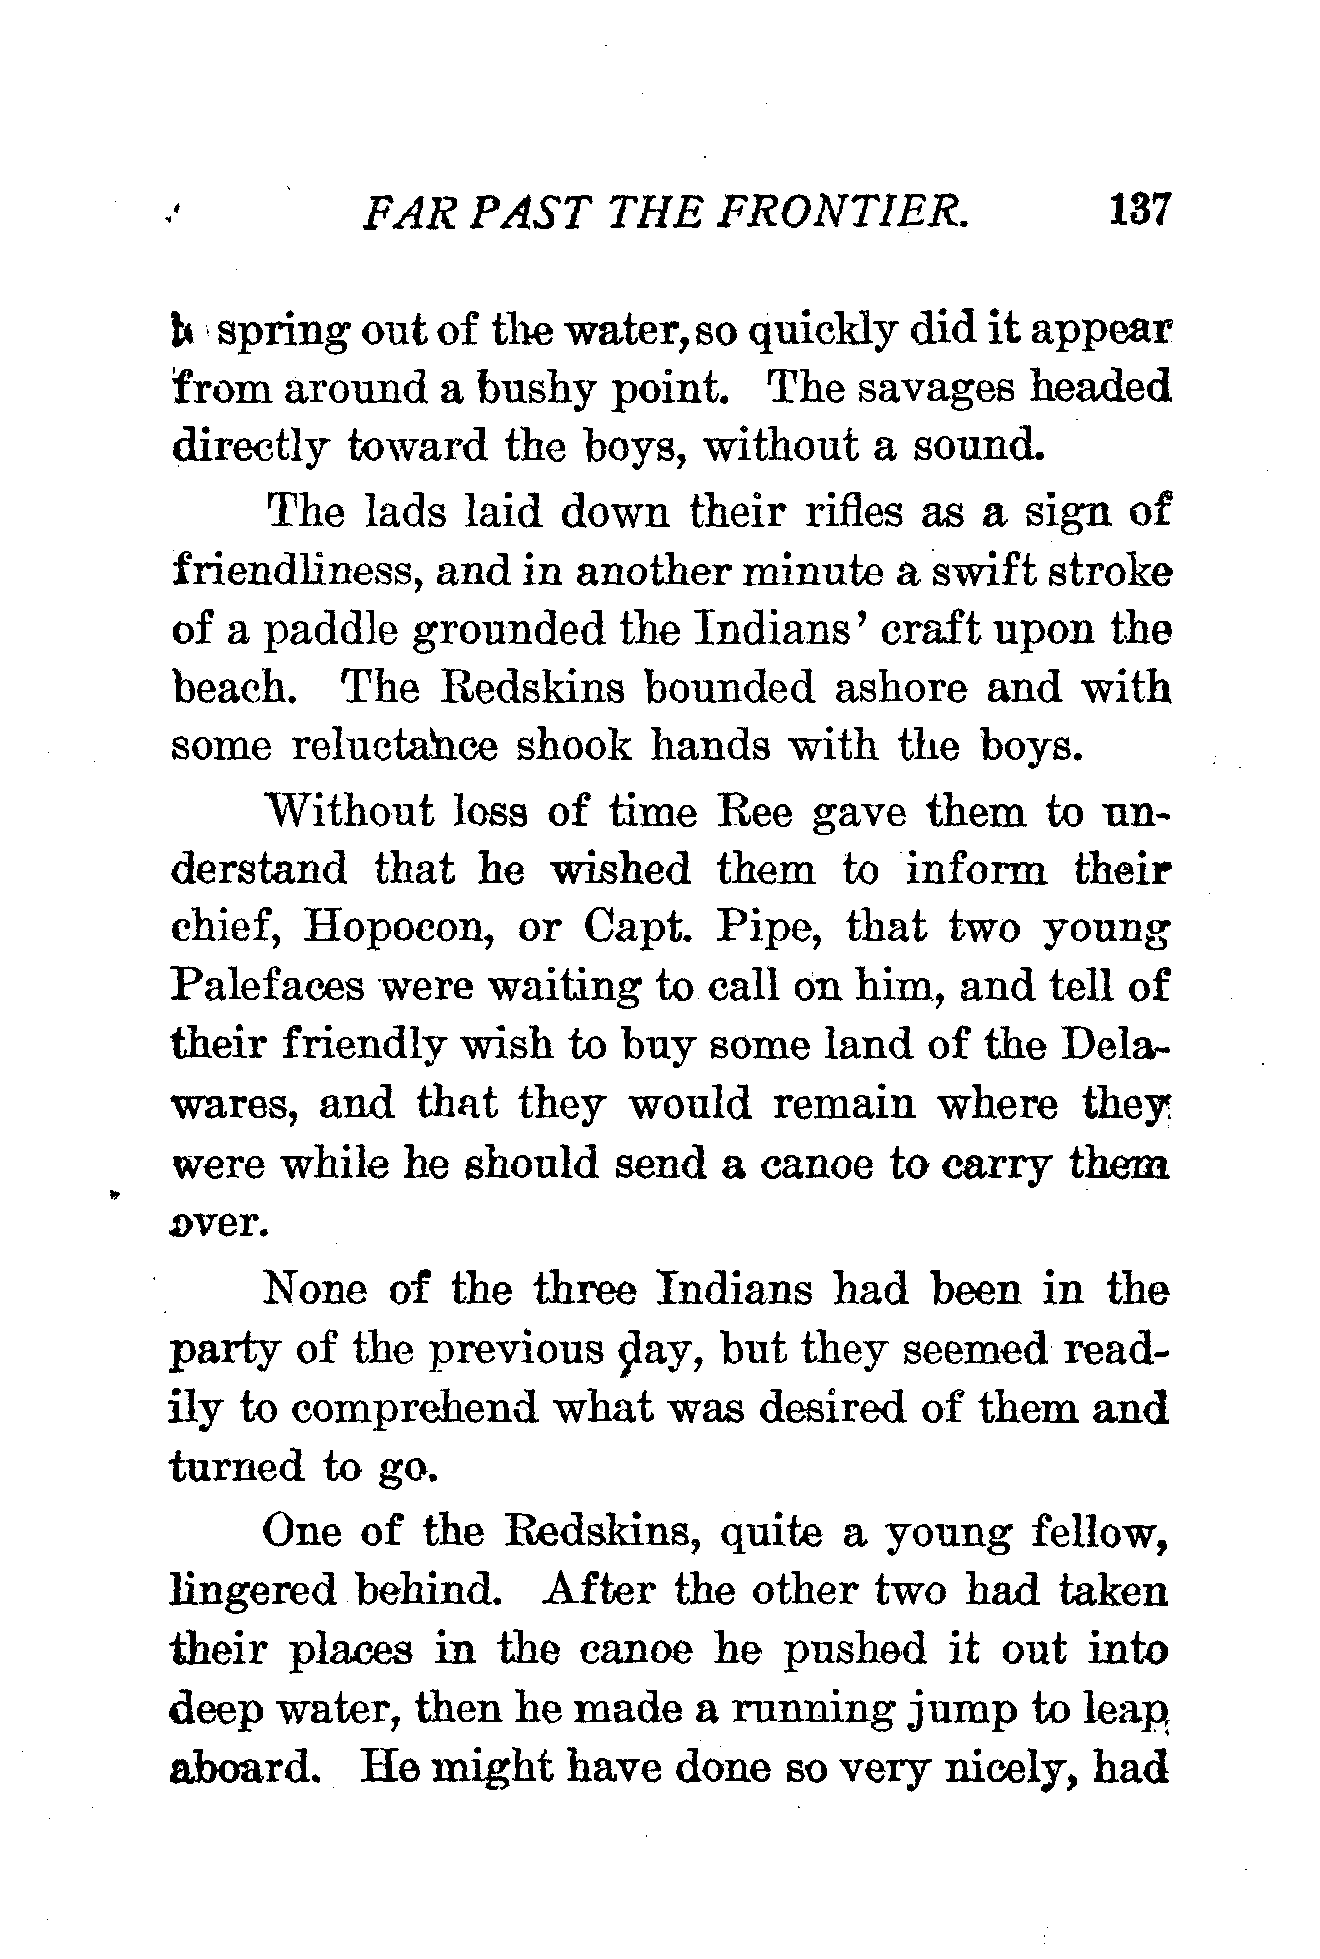 FAR PAST THE FRONTIER. 137
spring out of the water, so quickly did it appear
from around a bushy point. The savages headed
directly toward the boys, without a sound.
The lads laid down their rifles as a sign of
friendliness, and in another minute a swift stroke
of a paddle grounded the Indians' craft upon the
beach. The Redskins bounded ashore and with
some reluctance shook hands with the boys.
Without loss of time Ree gave them to un-
derstand that he wished them to inform their
chief, Hopocon, or Capt. Pipe, that two young
Palefaces were waiting to call on him, and tell of
their friendly wish to buy some land of the Dela-
wares, and that they would remain where they
were while he should send a canoe to carry them
over.
None of the three Indians had been in the
party of the previous day, but they seemed read-
ily to comprehend what was desired of them and
turned to go.
One of the Redskins, quite a young fellow,
lingered behind. After the other two had taken
their places in the canoe he pushed it out into
deep water, then he made a running jump to leap
aboard. He might have done so very nicely, had